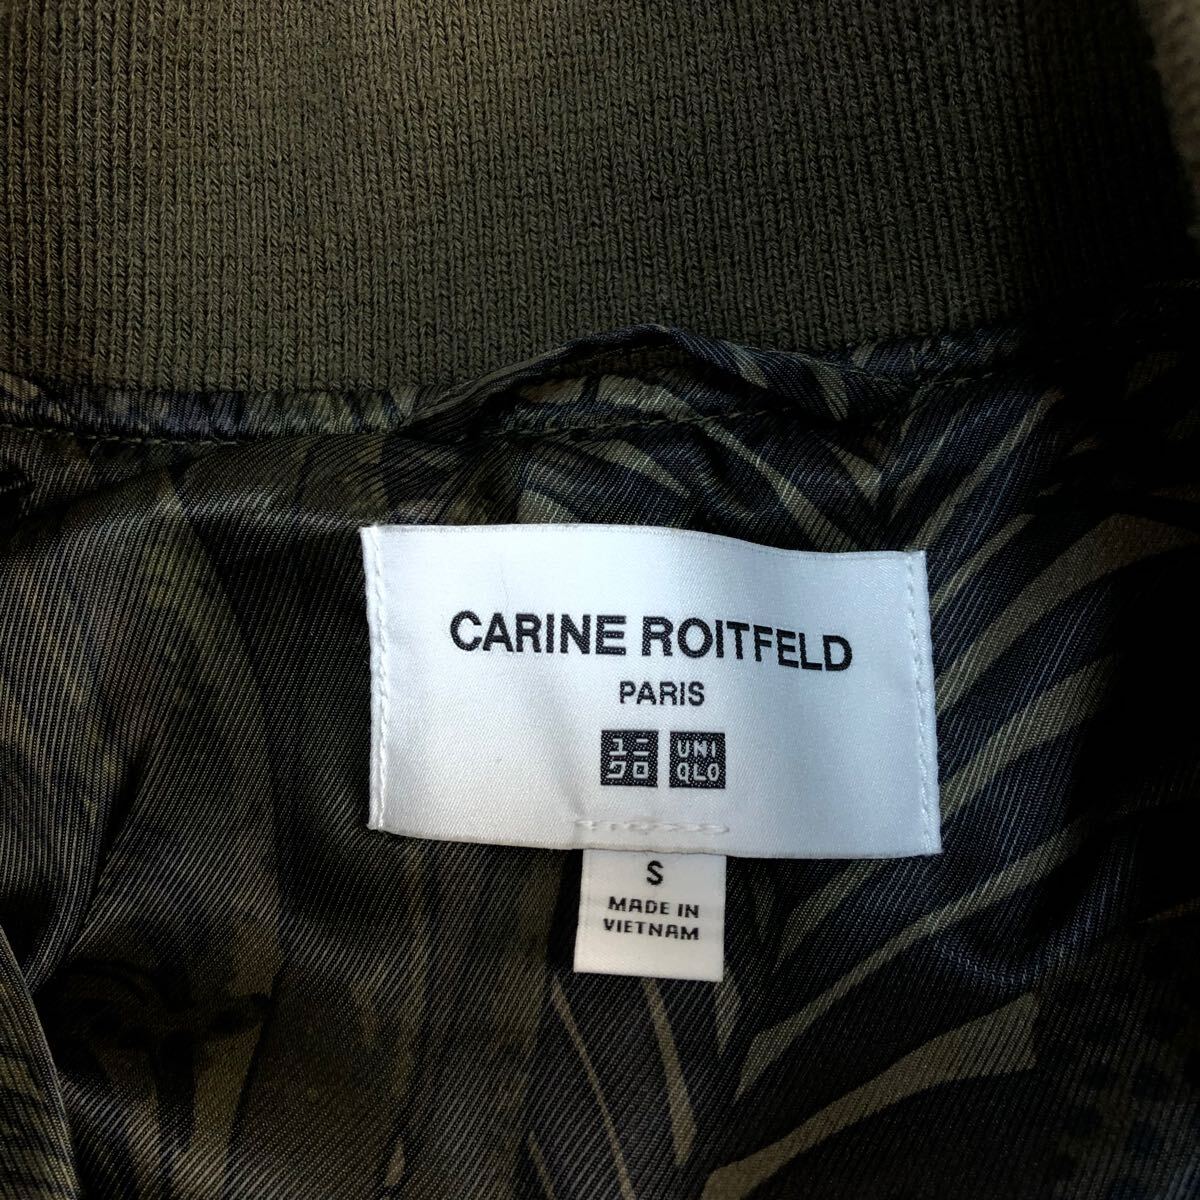 CARINE ROITFELD
PARIS
ユニ UNI
クロ QLO
S
MADE IN
VIETNAM